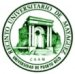 RECINTO UNIVERSITARIO DE MAYAGUEZ
UNIVERSIDAD DE PUERTO RICO